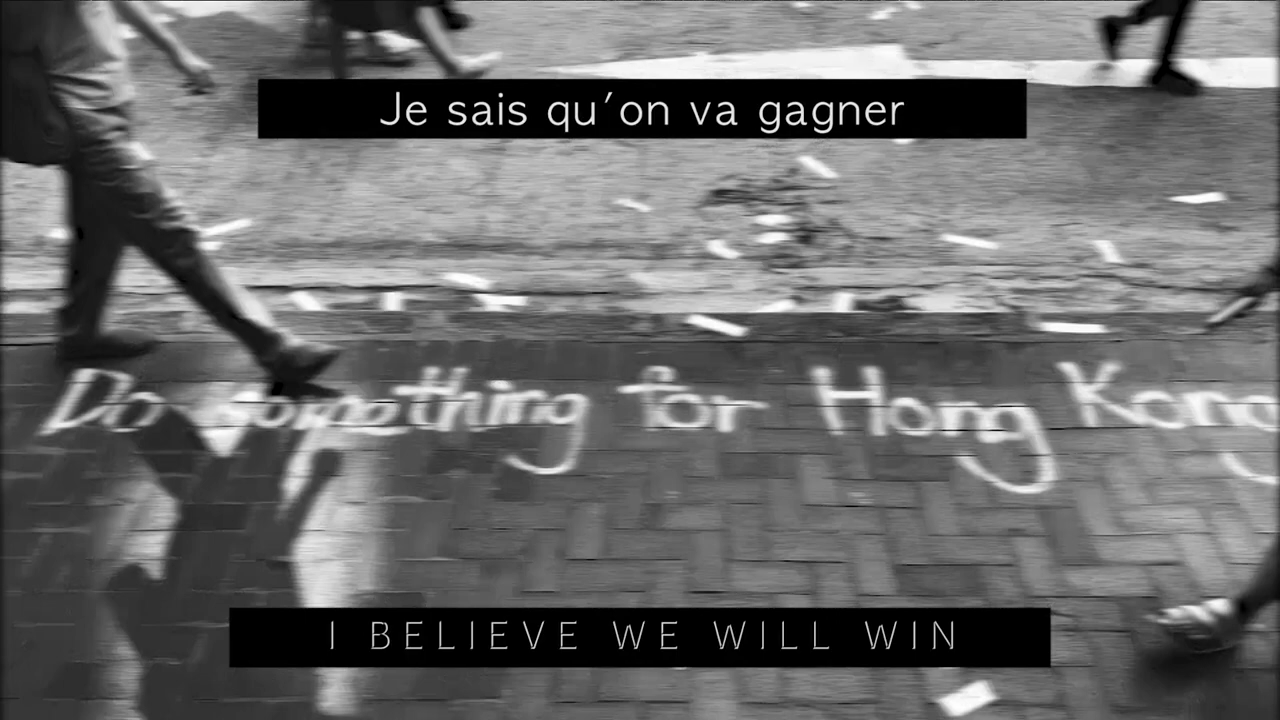 Je sais qu'on va gagner
Do something for Hong Kong
I BELIEVE WE WILL WIN